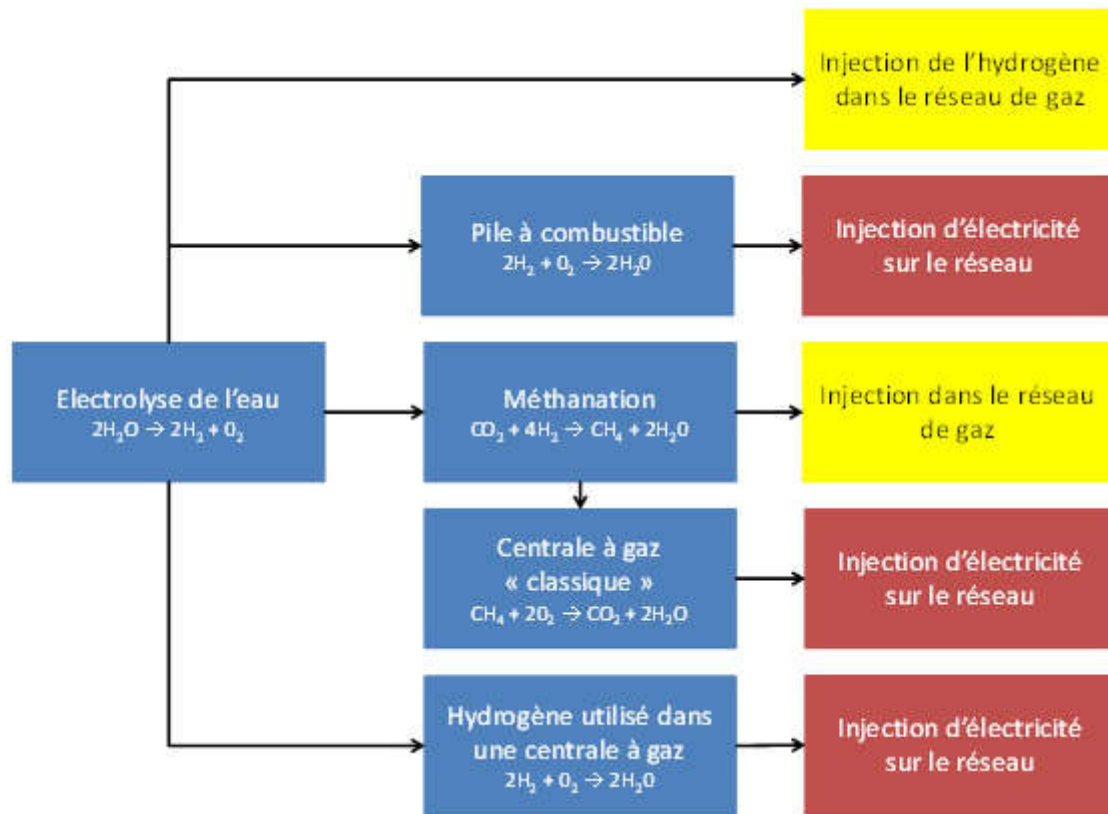 Injection de l'hydrogène
dans le réseau de gaz
Pile à combustible
2H₂ + 0₂ → 2H₂0
Injection d'électricité
sur le réseau
Electrolyse de l'eau
2H₂O → 2H₂ + O₂
Méthanation
CO₂ + 4H₂ → CH₄ + 2H₂0
Injection dans le réseau
de gaz
Centrale à gaz
« classique »
CH₄ + 2O₂ → CO₂ + 2H₂O
Injection d'électricité
sur le réseau
Hydrogène utilisé dans
une centrale à gaz
2H₂ + O₂ → 2H₂O
Injection d'électricité
sur le réseau